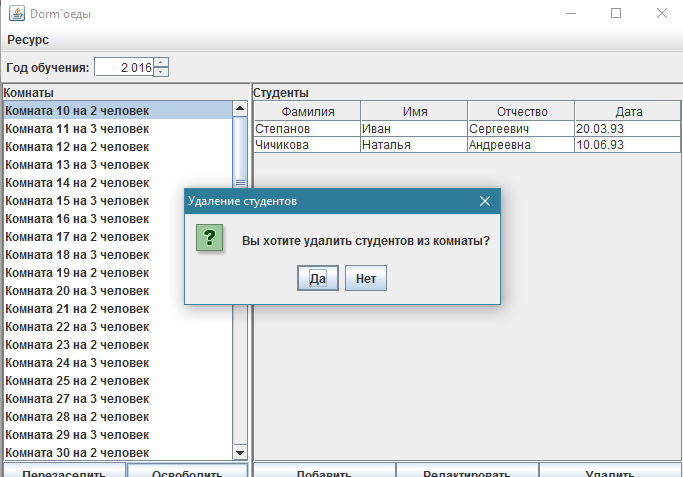 Dorm`оеды
Ресурс
Год обучения: 2 016
Комнаты
Комната 10 на 2 человек
Комната 11 на 3 человек
Комната 12 на 2 человек
Комната 13 на 3 человек
Комната 14 на 2 человек
Комната 15 на 3 человек
Комната 16 на 3 человек
Комната 17 на 2 человек
Комната 18 на 3 человек
Комната 19 на 2 человек
Комната 20 на 2 человек
Комната 21 на 2 человек
Комната 22 на 3 человек
Комната 23 на 2 человек
Комната 24 на 3 человек
Комната 25 на 2 человек
Комната 27 на 3 человек
Комната 28 на 2 человек
Комната 29 на 3 человек
Комната 30 на 2 человек
Перезаселить Освободить
Студенты
Фамилия Имя Отчество Дата
Степанов Иван Сергеевич 20.03.93
Чичикова Наталья Андреевна 10.06.93
Добавить Редактировать Удалить
Удаление студентов
Вы хотите удалить студентов из комнаты?
Да Нет